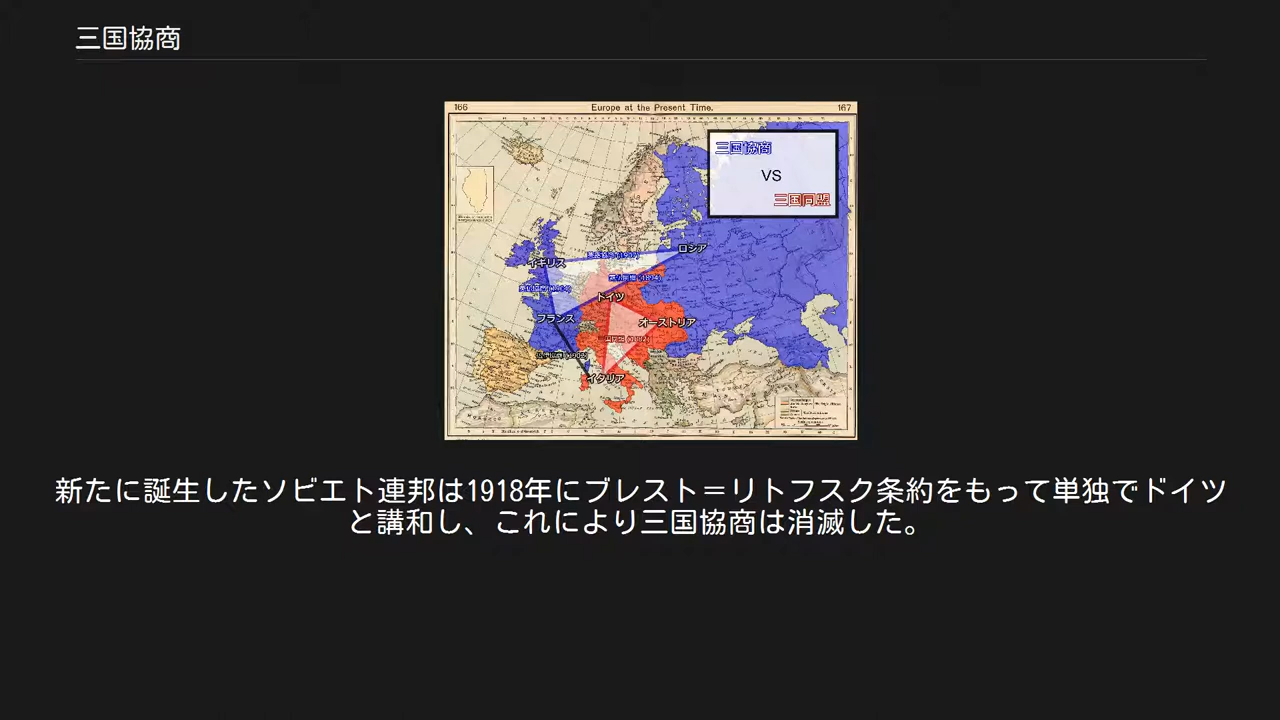 三国協商
166 Europe at the Present Time. 167
三国協商
VS
三国同盟
ロシア
イギリス
ドイツ
フランス
オーストリア
イタリア
新たに誕生したソビエト連邦は1918年にブレスト＝リトフスク条約をもって単独でドイツ
と講和し、これにより三国協商は消滅した。